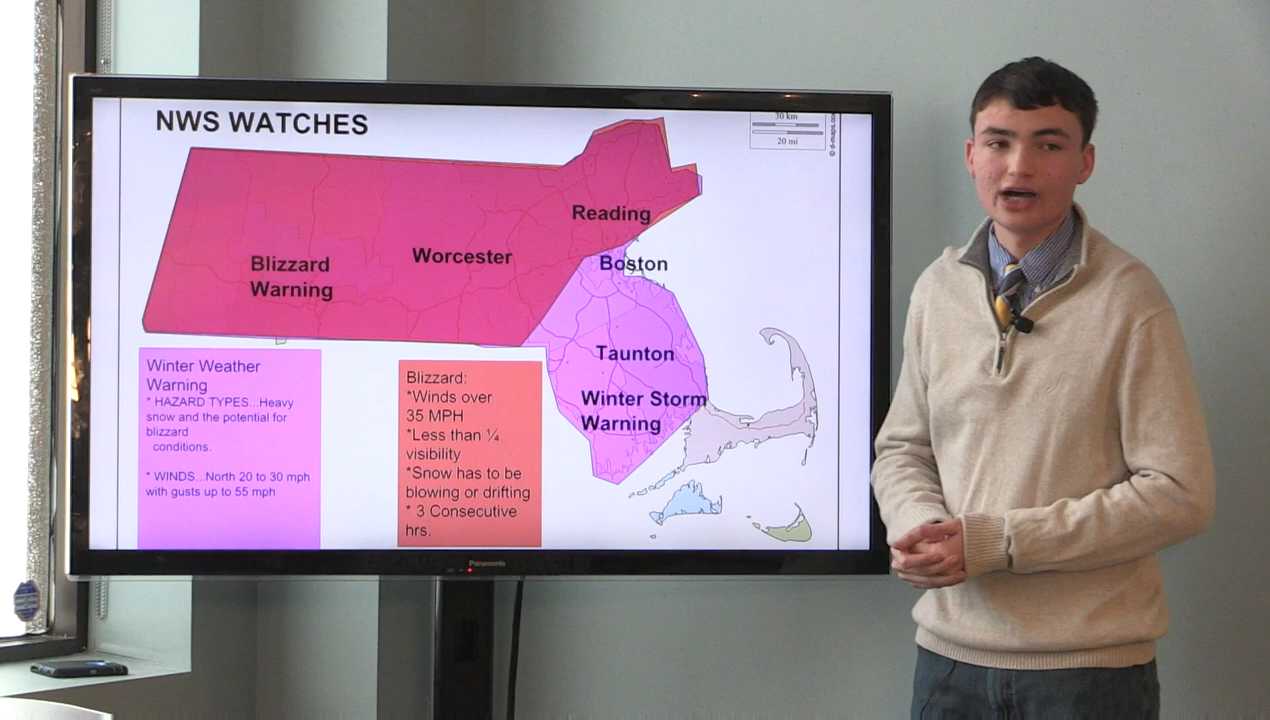 NWS WATCHES
30 km
20 mi
© d-maps.co
Reading
Boston
Worcester
Blizzard
Warning
Taunton
Winter Storm
Warning
Winter Weather
Warning
* HAZARD TYPES...Heavy
snow and the potential for
blizzard
conditions.
* WINDS...North 20 to 30 mph
with gusts up to 55 mph
Blizzard:
*Winds over
35 MPH
*Less than ¼
visibility
*Snow has to be
blowing or drifting
* 3 Consecutive
hrs.
Panasonic